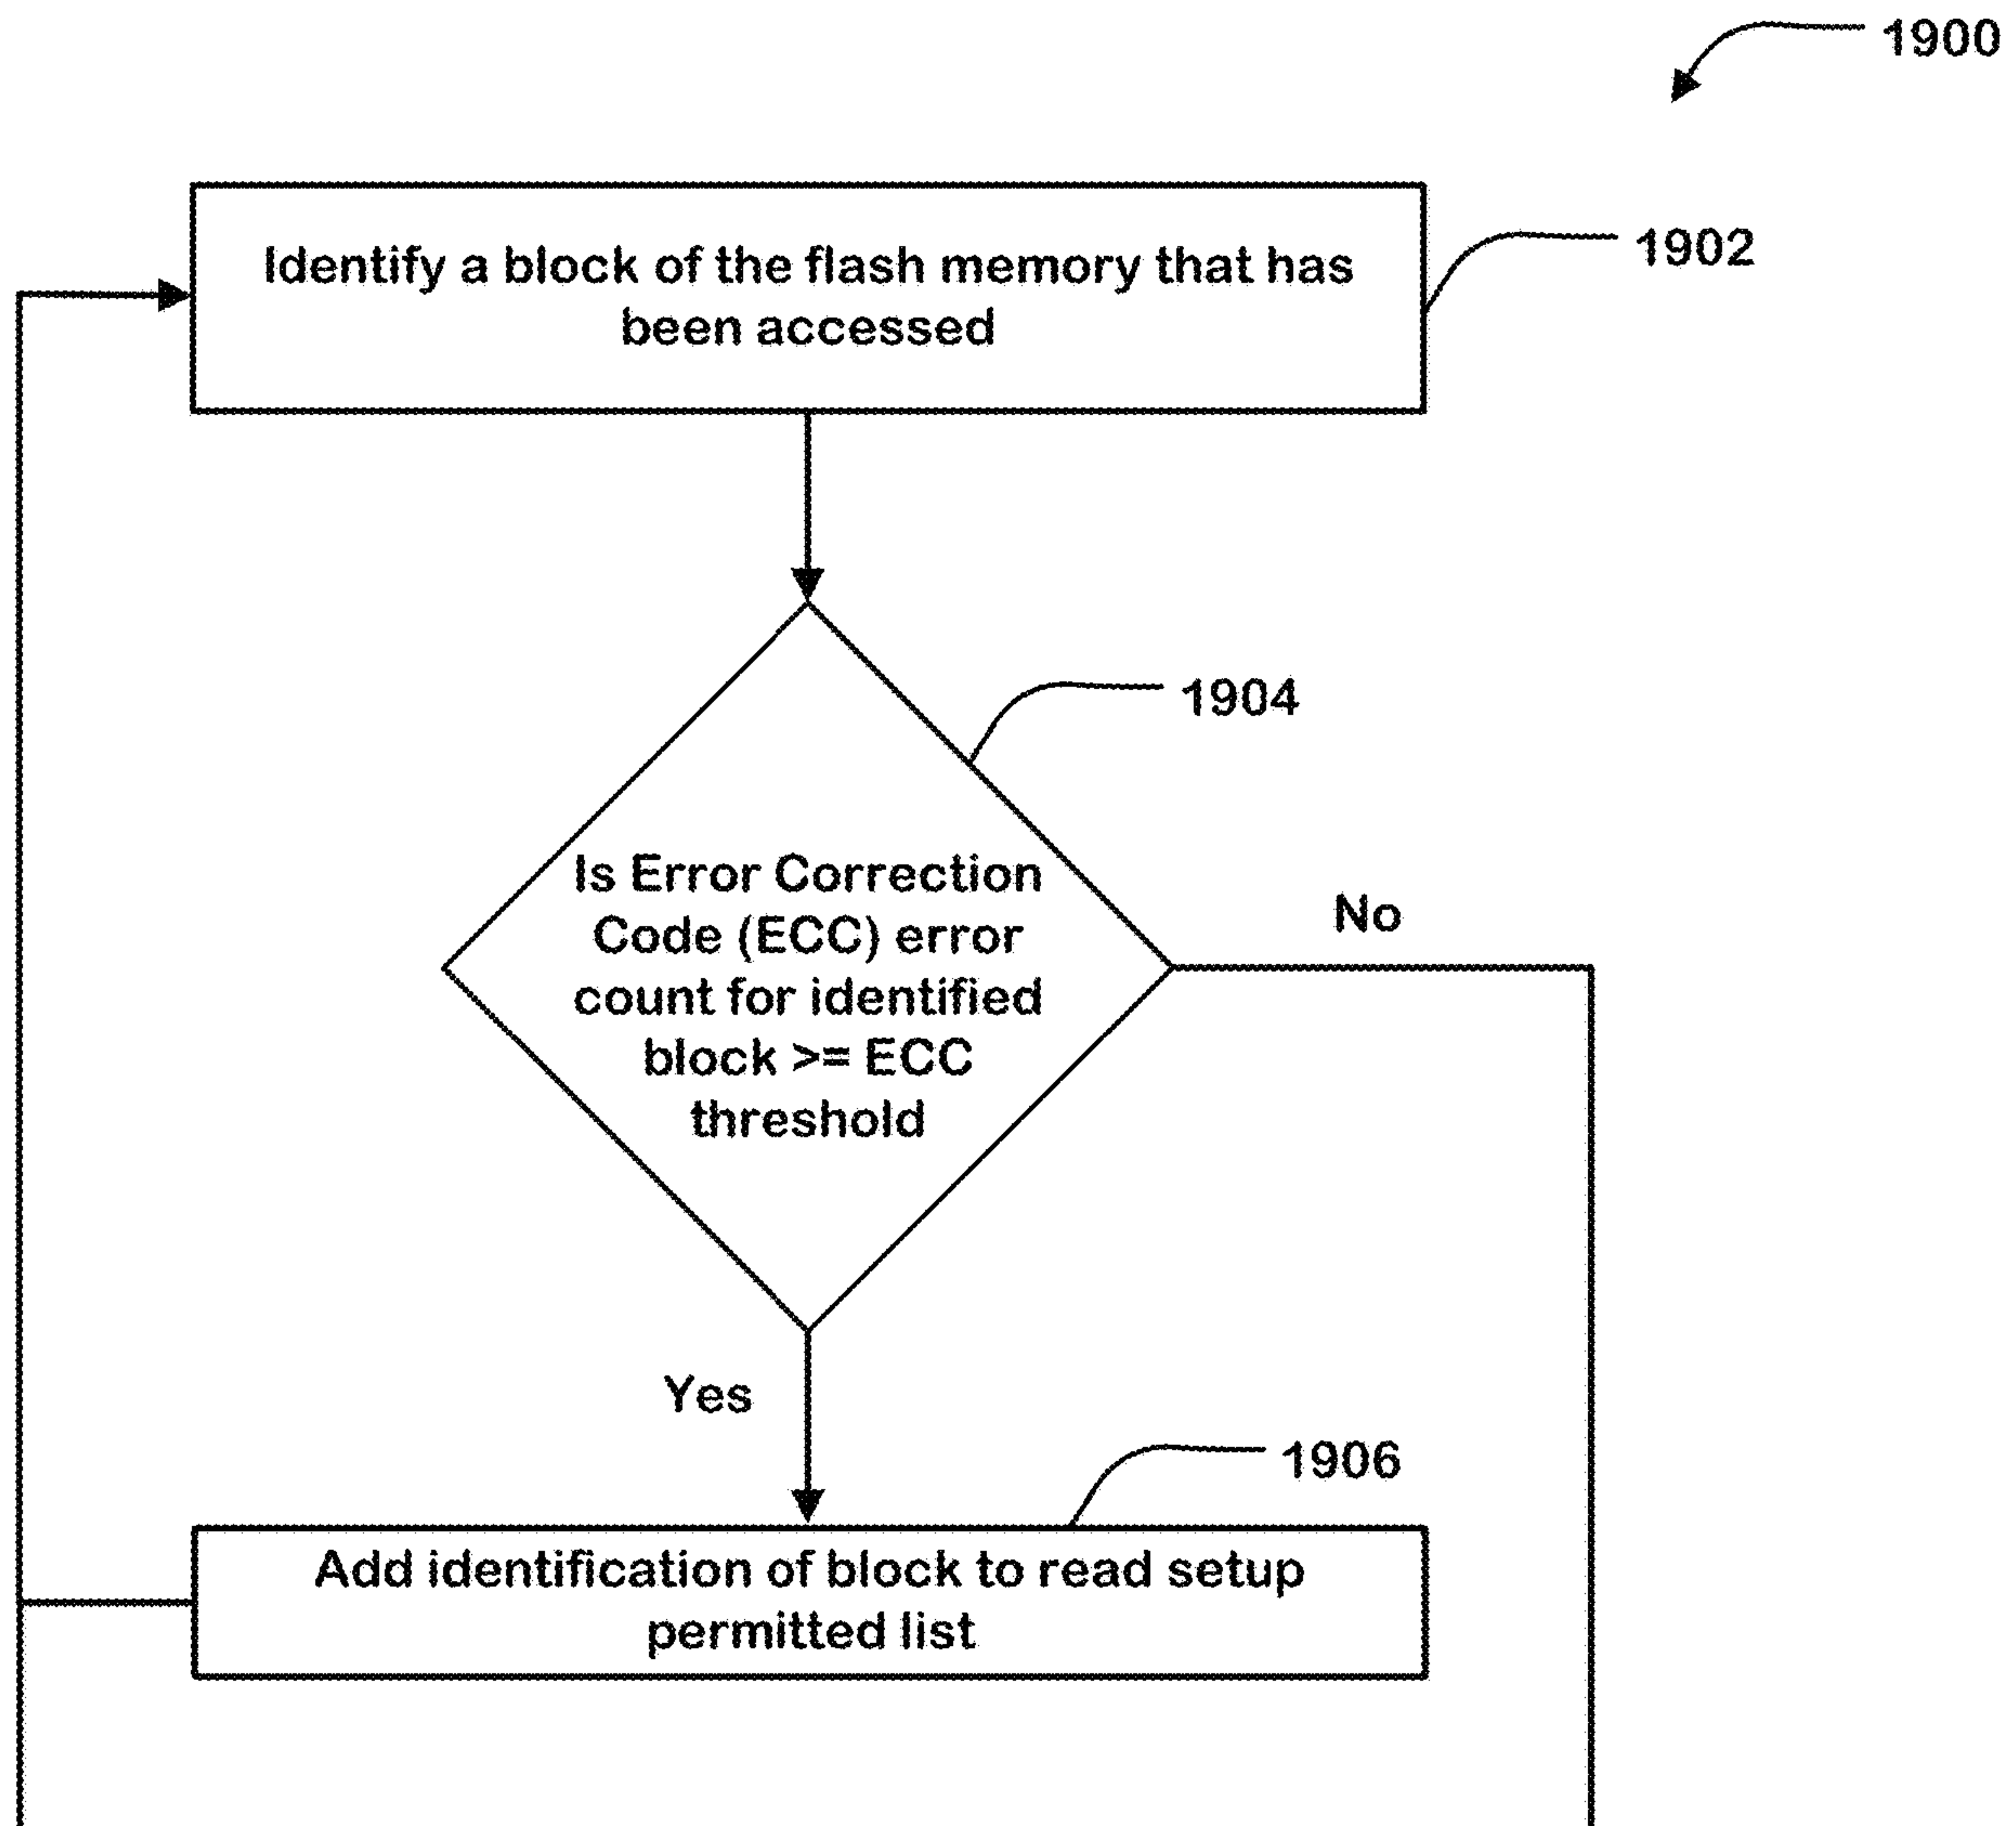 1900
Identify a block of the flash memory that has
been accessed
1902
1904
Is Error Correction
Code (ECC) error
count for identified
block >= ECC
threshold
No
Yes
1906
Add identification of block to read setup
permitted list